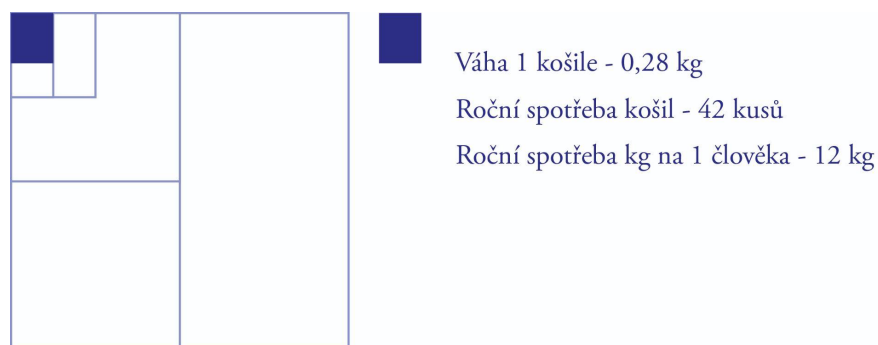 Váha 1 košile - 0,28 kg
Roční spotřeba košil - 42 kusů
Roční spotřeba kg na 1 člověka - 12 kg